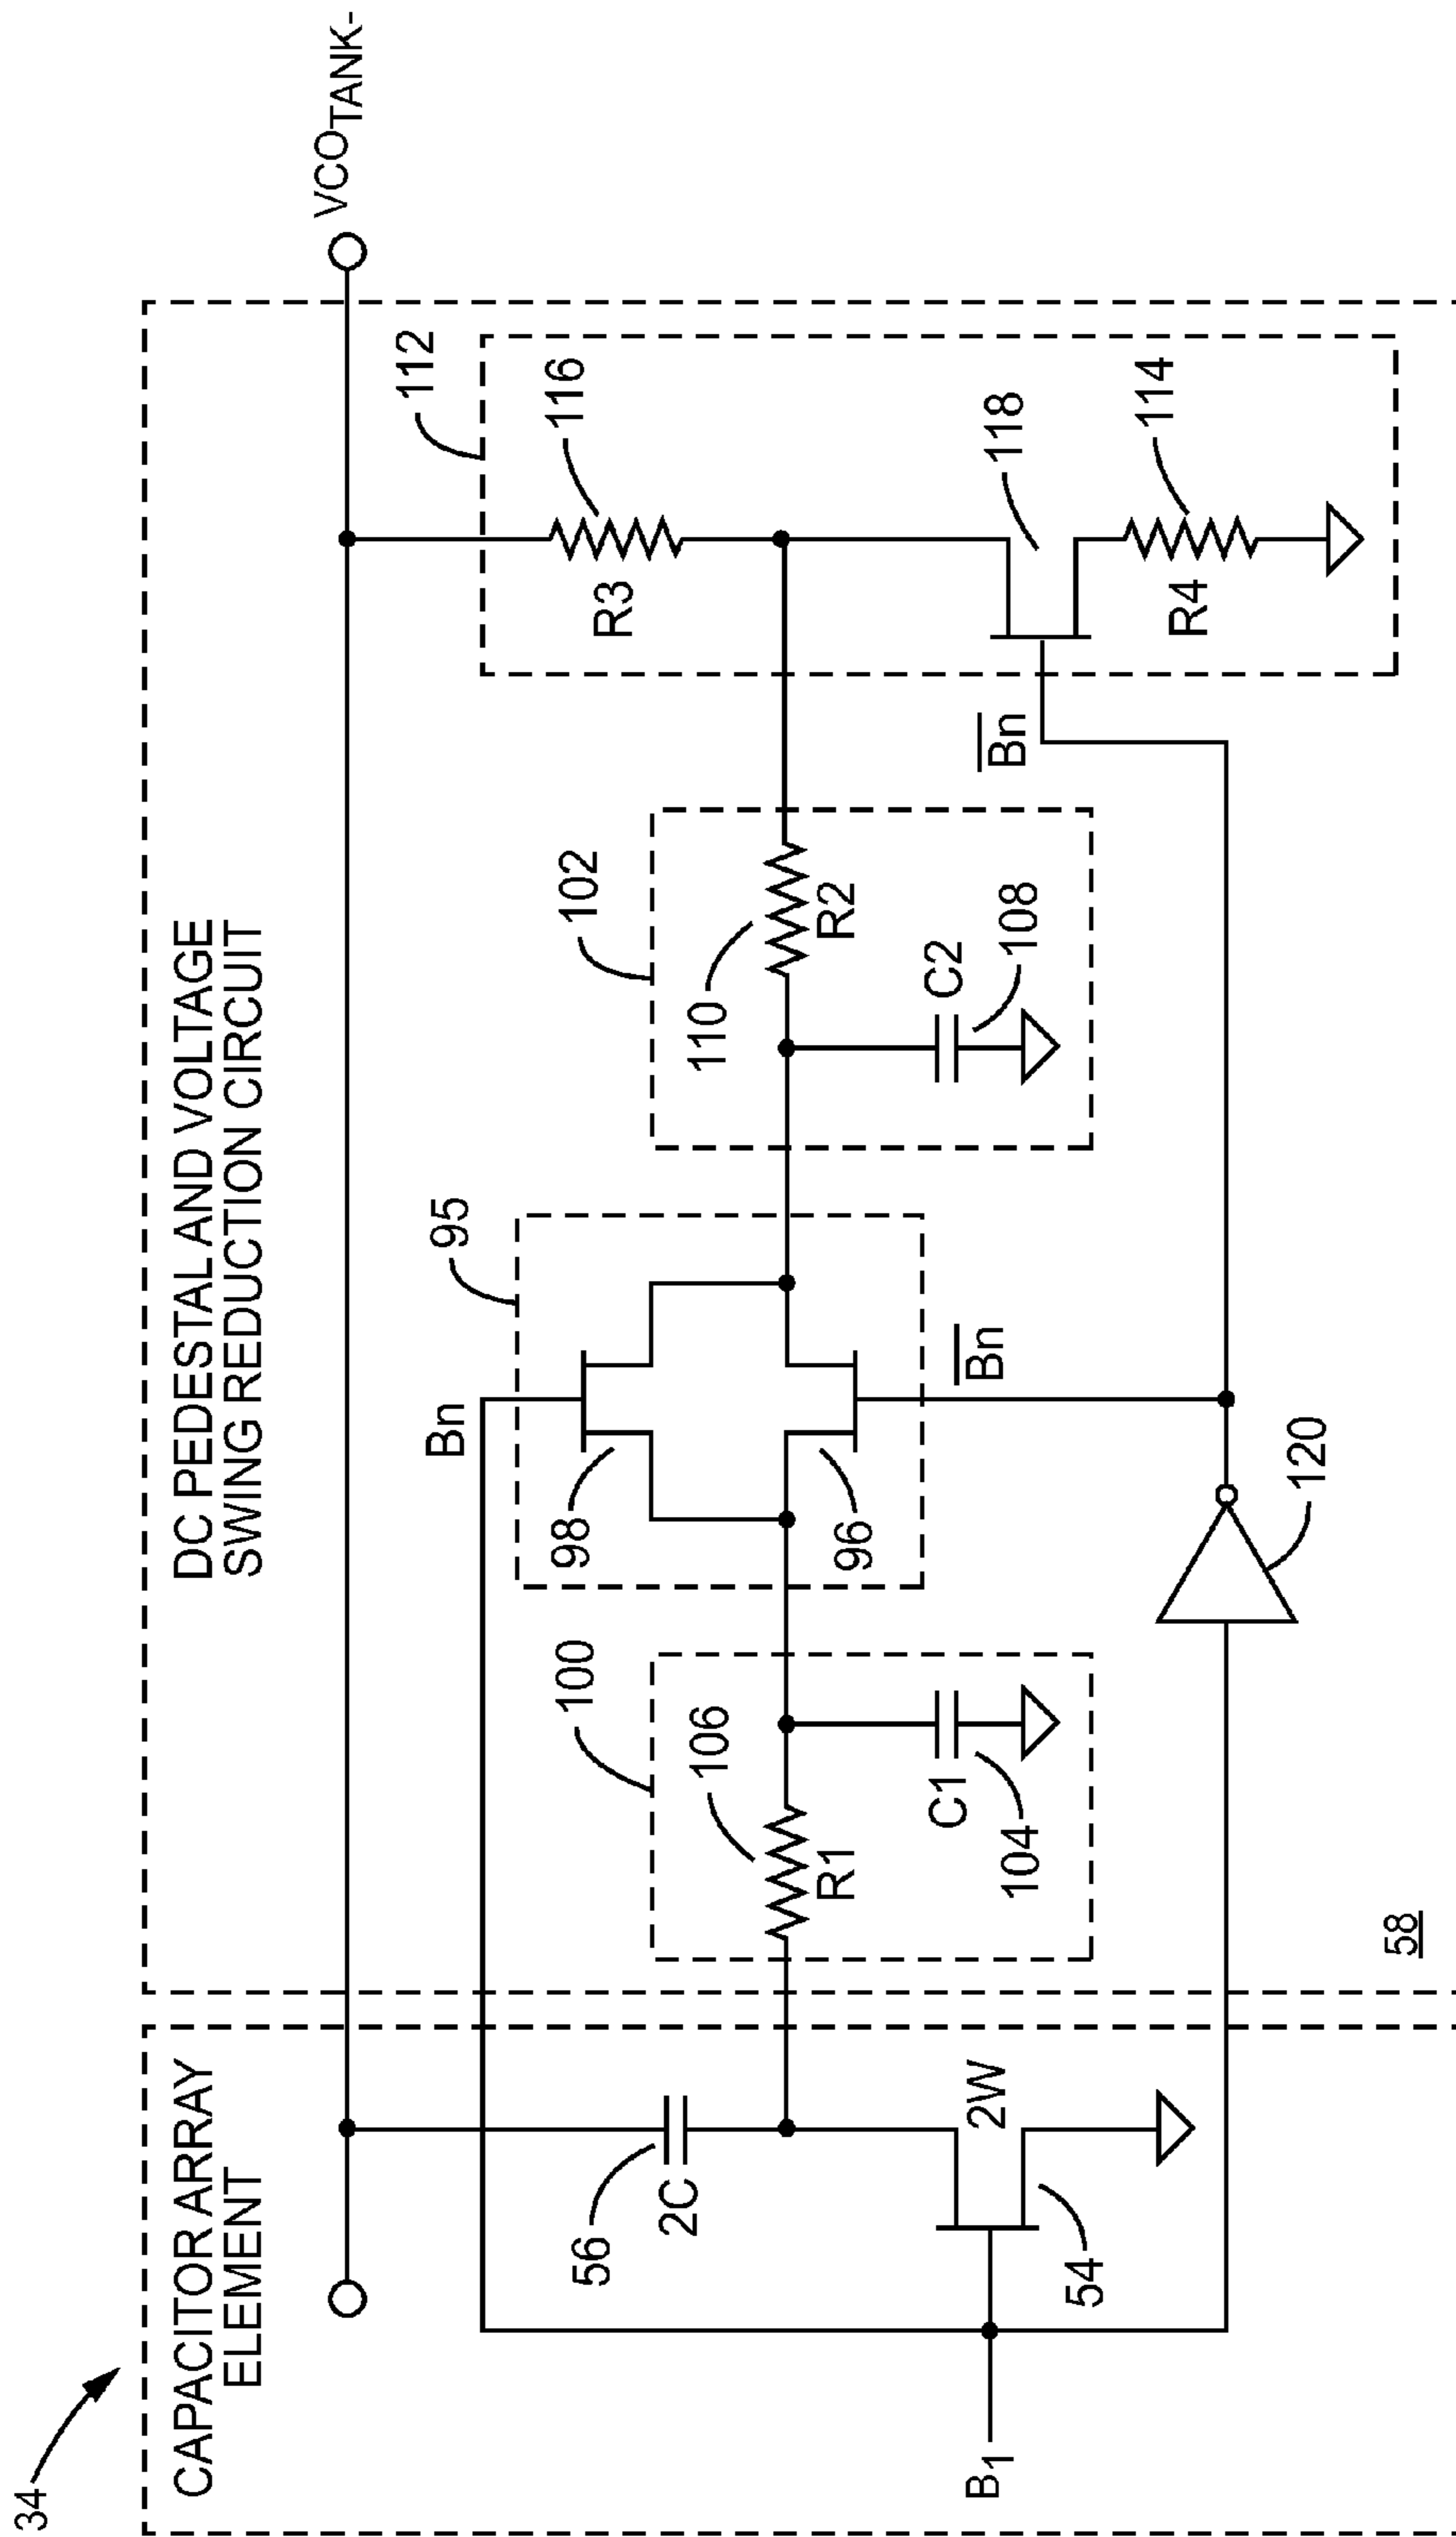 34
CAPACITOR ARRAY
ELEMENT
DC PEDESTAL AND VOLTAGE
SWING REDUCTION CIRCUIT
VCO TANK-
112
116
R3
118
114
R4
Bn
102
110
R2
C2
108
95
Bn
98
96
Bn
120
100
106
R1
C1
104
58
56
2C
2W
54
B1